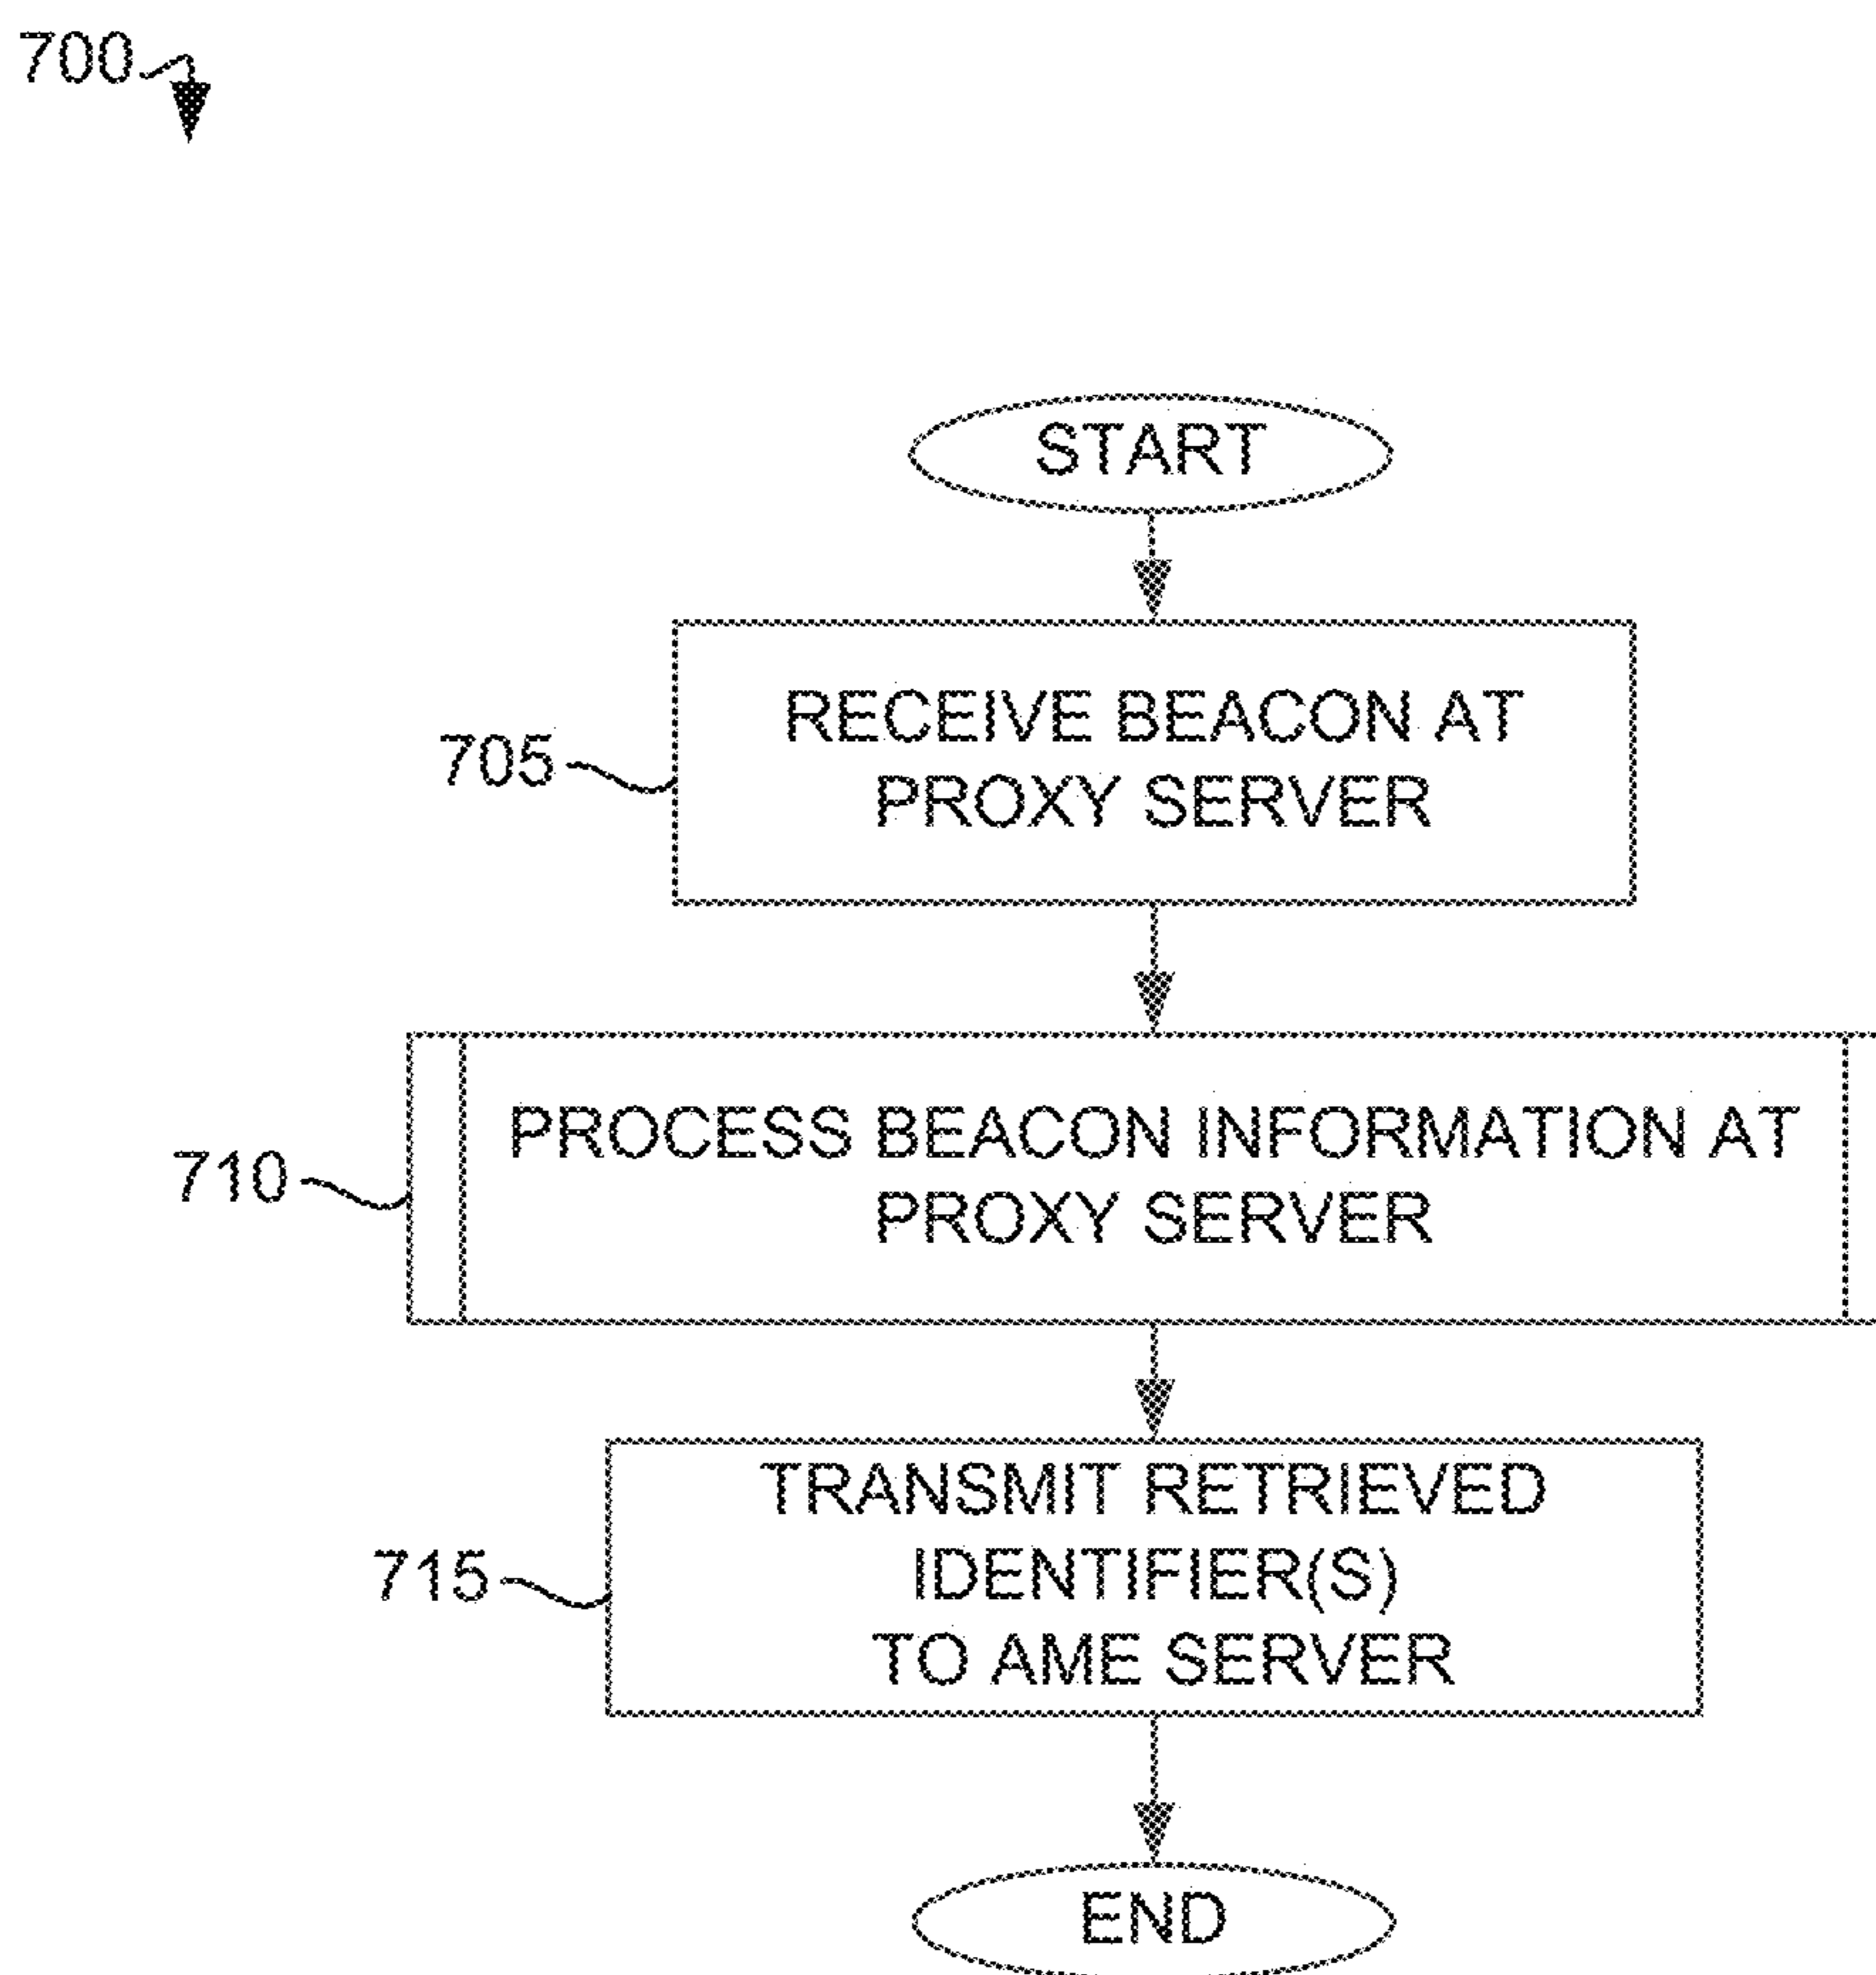 700
START
705
RECEIVE BEACON AT
PROXY SERVER
710
PROCESS BEACON INFORMATION AT
PROXY SERVER
715
TRANSMIT RETRIEVED
IDENTIFIER(S)
TO AME SERVER
END